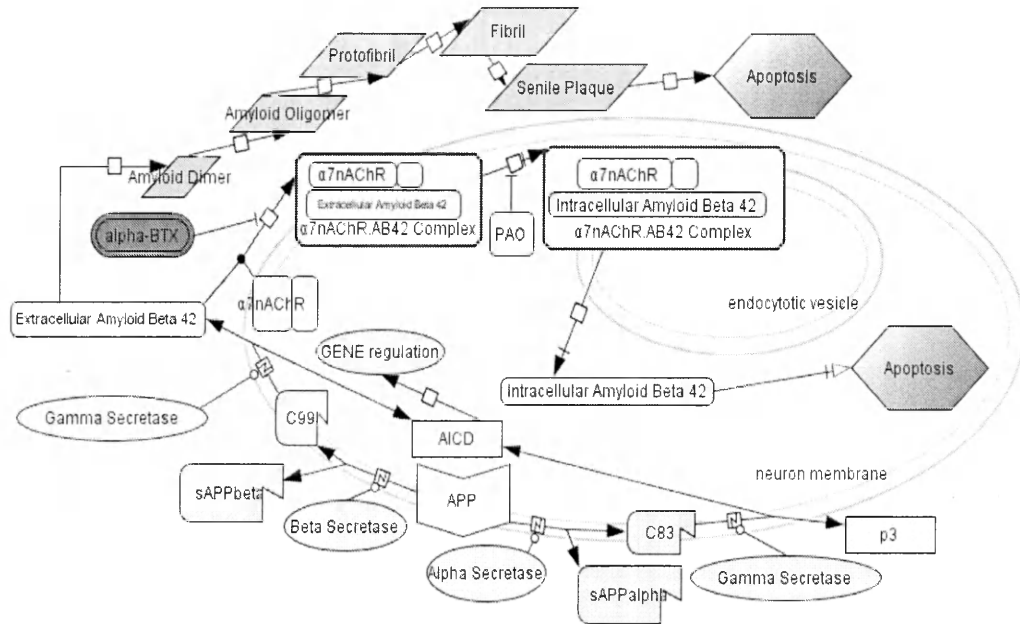 Fibril
Protofibril
Senile Plaque
Apoptosis
Amyloid Oligomer
Amyloid Dimer
α7nAChR
Extracellular Amyloid Beta 42
α7nAChR.AB42 Complex
α7nAChR
Intracellular Amyloid Beta 42
α7nAChR.AB42 Complex
alpha-BTX
PAO
α7nAChR
endocytotic vesicle
Extracellular Amyloid Beta 42
GENE regulation
Apoptosis
Intracellular Amyloid Beta 42
N
Gamma Secretase
C99
AICD
neuron membrane
sAPPbeta
N
APP
Beta Secretase
N
C83
N
p3
Alpha Secretase
Gamma Secretase
sAPPalpha